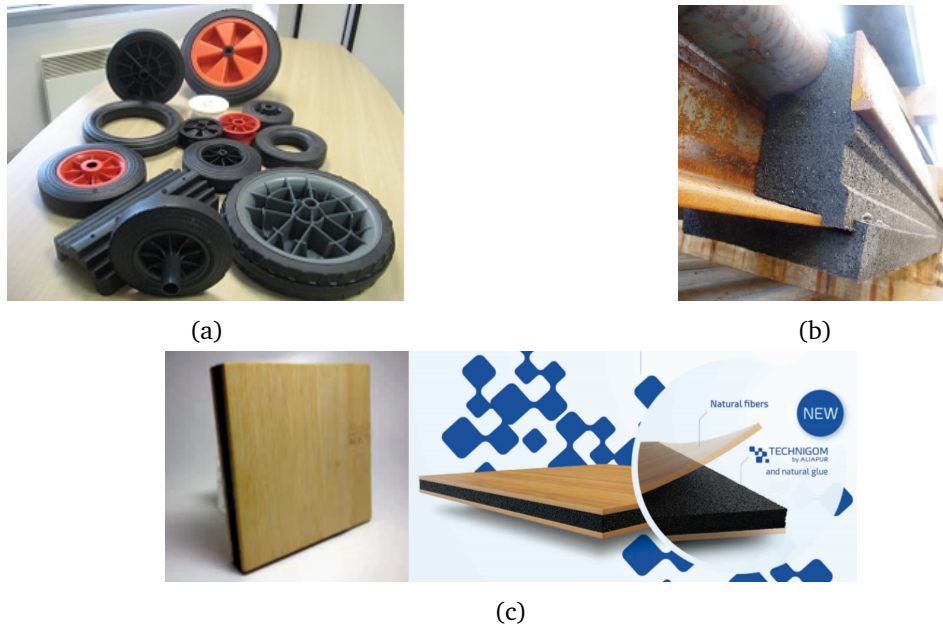 (a)
(b)
Natural fibers
NEW
TECHNIGOM
by ALIAPUR
and natural glue
(c)